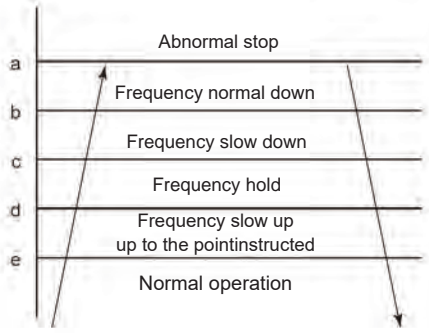 Abnormal stop
a
Frequency normal down
b
Frequency slow down
c
Frequency hold
d
Frequency slow up
up to the pointinstructed
e
Normal operation